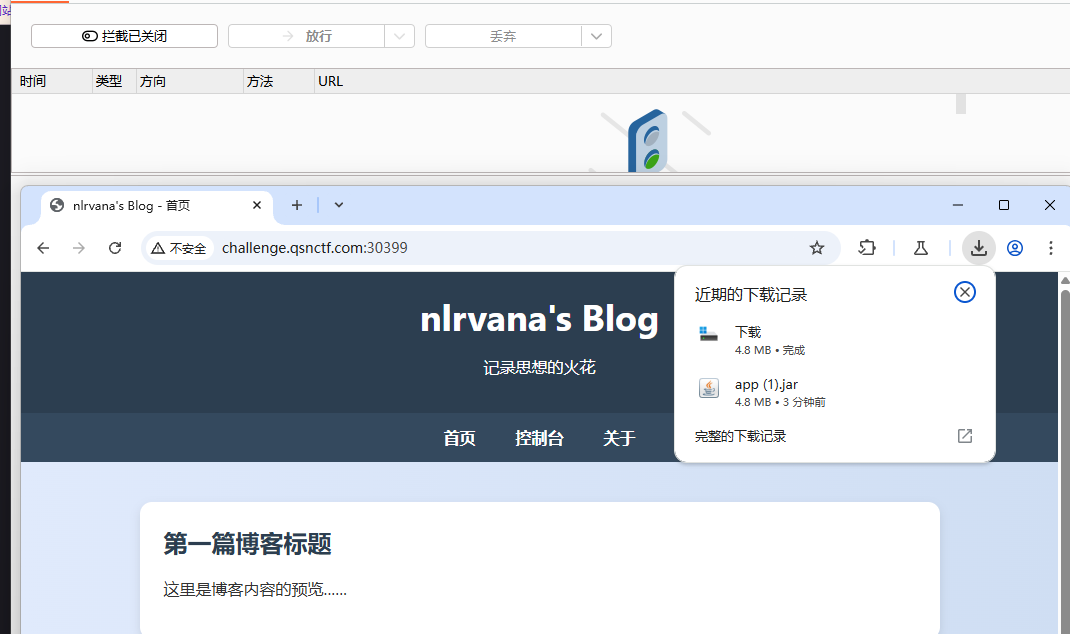 拦截已关闭 放行 丢弃
时间 类型 方向 方法 URL
nlrvana's Blog - 首页
不安全 challenge.qsnctf.com:30399
近期的下载记录
下载
4.8 MB • 完成
app (1).jar
4.8 MB • 3 分钟前
完整的下载记录
nlrvana's Blog
记录思想的火花
首页 控制台 关于
第一篇博客标题
这里是博客内容的预览......